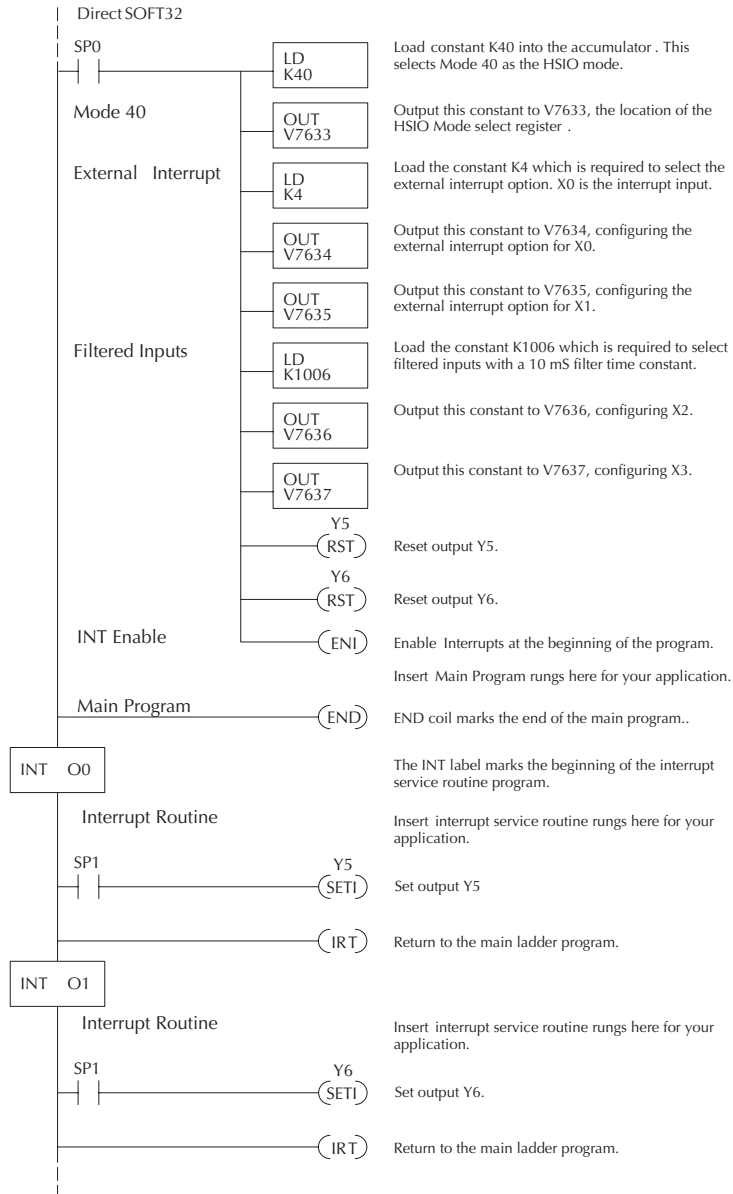 DirectSOFT32
SP0
LD
K40
Load constant K40 into the accumulator . This
selects Mode 40 as the HSIO mode.
Mode 40
OUT
V7633
Output this constant to V7633, the location of the
HSIO Mode select register .
External Interrupt
LD
K4
Load the constant K4 which is required to select the
external interrupt option. X0 is the interrupt input.
OUT
V7634
Output this constant to V7634, configuring the
external interrupt option for X0.
OUT
V7635
Output this constant to V7635, configuring the
external interrupt option for X1.
Filtered Inputs
LD
K1006
Load the constant K1006 which is required to select
filtered inputs with a 10 mS filter time constant.
OUT
V7636
Output this constant to V7636, configuring X2.
OUT
V7637
Output this constant to V7637, configuring X3.
Y5
RST
Reset output Y5.
Y6
RST
Reset output Y6.
INT Enable
ENI
Enable Interrupts at the beginning of the program.
Insert Main Program rungs here for your application.
Main Program
END
END coil marks the end of the main program..
INT O0
The INT label marks the beginning of the interrupt
service routine program.
Interrupt Routine
Insert interrupt service routine rungs here for your
application.
SP1
Y5
SETI
Set output Y5
IRT
Return to the main ladder program.
INT O1
Interrupt Routine
Insert interrupt service routine rungs here for your
application.
SP1
Y6
SETI
Set output Y6.
IRT
Return to the main ladder program.